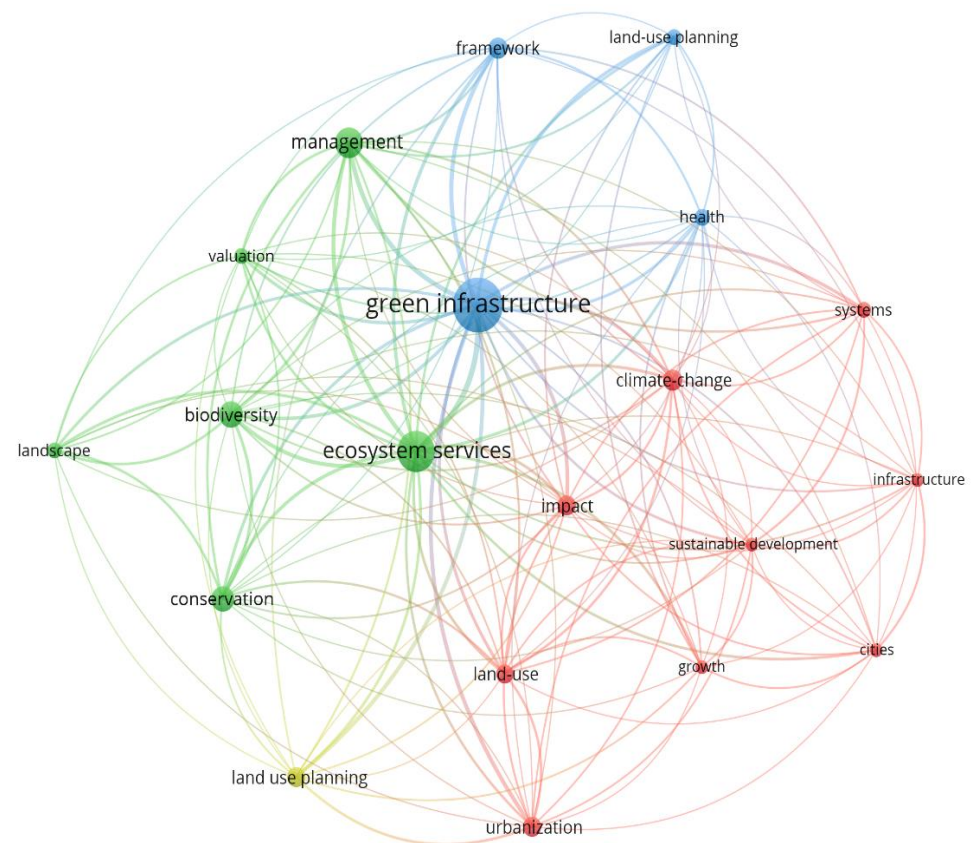 land-use planning
framework
management
health
valuation
green infrastructure
systems
climate-change
biodiversity
landscape
ecosystem services
infrastructure
impact
sustainable development
conservation
cities
growth
land-use
land use planning
urbanization